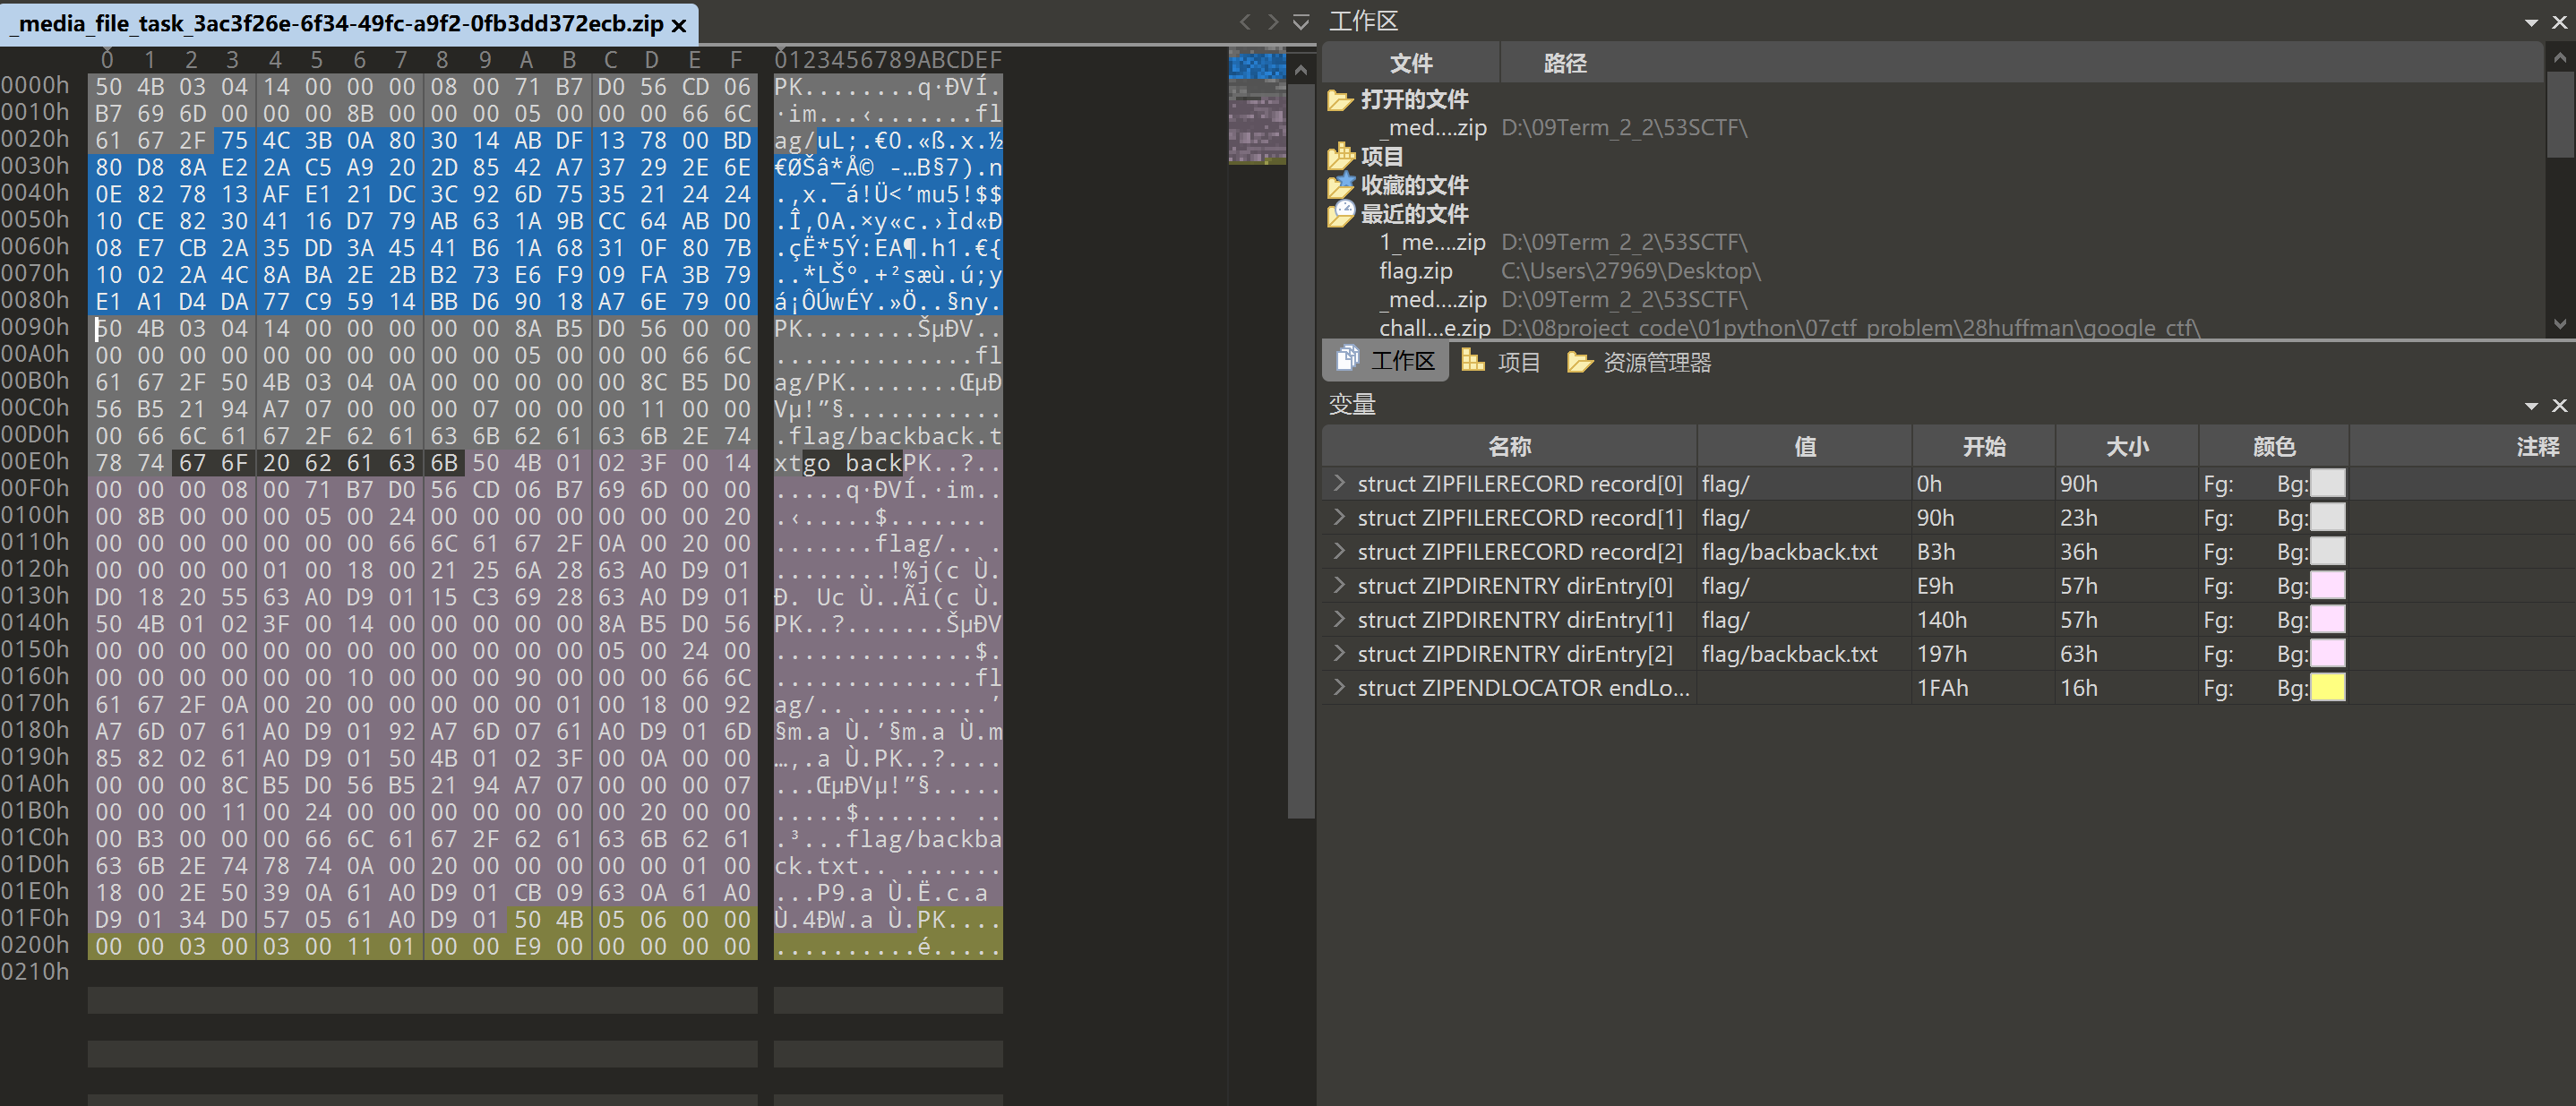 _media_file_task_3ac3f26e-6f34-49fc-a9f2-0fb3dd372ecb.zip ×
0 1 2 3 4 5 6 7 8 9 A B C D E F 0123456789ABCDEF
0000h 50 4B 03 04 14 00 00 00 08 00 71 B7 D0 56 CD 06 PK........q·ÐVÍ.
0010h B7 69 6D 00 00 00 8B 00 00 00 05 00 00 00 66 6C ·im...‹.......fl
0020h 61 67 2F 75 4C 3B 0A 80 30 14 AB DF 13 78 00 BD ag/uL;.€0.«ß.x.½
0030h 80 D8 8A E2 2A C5 A9 20 2D 85 42 A7 37 29 2E 6E €ØŠâ*Å© -…B§7).n
0040h 0E 82 78 13 AF E1 21 DC 3C 92 6D 75 35 21 24 24 .‚x.¯á!Ü<’mu5!$$
0050h 10 CE 82 30 41 16 D7 79 AB 63 1A 9B CC 64 AB D0 .Î‚0A.×y«c.›Ìd«Ð
0060h 08 E7 CB 2A 35 DD 3A 45 41 B6 1A 68 31 0F 80 7B .çË*5Ý:EA¶.h1.€{
0070h 10 02 2A 4C 8A BA 2E 2B B2 73 E6 F9 09 FA 3B 79 ..*LŠº.+²sæù.ú;y
0080h E1 A1 D4 DA 77 C9 59 14 BB D6 90 18 A7 6E 79 00 á¡ÔÚwÉY.»Ö..§ny.
0090h 50 4B 03 04 14 00 00 00 00 00 8A B5 D0 56 00 00 PK........ŠµÐV..
00A0h 00 00 00 00 00 00 00 00 00 00 05 00 00 00 66 6C ..............fl
00B0h 61 67 2F 50 4B 03 04 0A 00 00 00 00 00 8C B5 D0 ag/PK........ŒµÐ
00C0h 56 B5 21 94 A7 07 00 00 00 07 00 00 00 11 00 00 Vµ!”§...........
00D0h 00 66 6C 61 67 2F 62 61 63 6B 62 61 63 6B 2E 74 .flag/backback.t
00E0h 78 74 67 6F 20 62 61 63 6B 50 4B 01 02 3F 00 14 xtgo backPK..?..
00F0h 00 00 00 08 00 71 B7 D0 56 CD 06 B7 69 6D 00 00 .....q·ÐVÍ.·im..
0100h 00 8B 00 00 00 05 00 24 00 00 00 00 00 00 00 20 .‹.....$.......
0110h 00 00 00 00 00 00 00 66 6C 61 67 2F 0A 00 20 00 .......flag/.. .
0120h 00 00 00 00 01 00 18 00 21 25 6A 28 63 A0 D9 01 ........!%j(c Ù.
0130h D0 18 20 55 63 A0 D9 01 15 C3 69 28 63 A0 D9 01 Ð. Uc Ù..Ãi(c Ù.
0140h 50 4B 01 02 3F 00 14 00 00 00 00 00 8A B5 D0 56 PK..?.......ŠµÐV
0150h 00 00 00 00 00 00 00 00 00 00 00 00 05 00 24 00 ..............$.
0160h 00 00 00 00 00 00 10 00 00 00 90 00 00 00 66 6C ..............fl
0170h 61 67 2F 0A 00 20 00 00 00 00 00 01 00 18 00 92 ag/.. .........’
0180h A7 6D 07 61 A0 D9 01 92 A7 6D 07 61 A0 D9 01 6D §m.a Ù.’§m.a Ù.m
0190h 85 82 02 61 A0 D9 01 50 4B 01 02 3F 00 0A 00 00 …‚.a Ù.PK..?....
01A0h 00 00 00 8C B5 D0 56 B5 21 94 A7 07 00 00 00 07 ...ŒµÐVµ!”§.....
01B0h 00 00 00 11 00 24 00 00 00 00 00 00 00 20 00 00 .....$....... ..
01C0h 00 B3 00 00 00 66 6C 61 67 2F 62 61 63 6B 62 61 .³...flag/backba
01D0h 63 6B 2E 74 78 74 0A 00 20 00 00 00 00 00 01 00 ck.txt.. .......
01E0h 18 00 2E 50 39 0A 61 A0 D9 01 CB 09 63 0A 61 A0 ...P9.a Ù.Ë.c.a
01F0h D9 01 34 D0 57 05 61 A0 D9 01 50 4B 05 06 00 00 Ù.4ÐW.a Ù.PK....
0200h 00 00 03 00 03 00 11 01 00 00 E9 00 00 00 00 00 ..........é.....
0210h
工作区
文件 路径
打开的文件
_med....zip D:\09Term_2_2\53SCTF\
项目
收藏的文件
最近的文件
1_me....zip D:\09Term_2_2\53SCTF\
flag.zip C:\Users\27969\Desktop\
_med....zip D:\09Term_2_2\53SCTF\
chall...e.zip D:\08project_code\01python\07ctf_problem\28huffman\google_ctf\
工作区 项目 资源管理器
变量
名称 值 开始 大小 颜色 注释
struct ZIPFILERECORD record[0] flag/ 0h 90h Fg: Bg:
struct ZIPFILERECORD record[1] flag/ 90h 23h Fg: Bg:
struct ZIPFILERECORD record[2] flag/backback.txt B3h 36h Fg: Bg:
struct ZIPDIRENTRY dirEntry[0] flag/ E9h 57h Fg: Bg:
struct ZIPDIRENTRY dirEntry[1] flag/ 140h 57h Fg: Bg:
struct ZIPDIRENTRY dirEntry[2] flag/backback.txt 197h 63h Fg: Bg:
struct ZIPENDLOCATOR endLo... 1FAh 16h Fg: Bg: